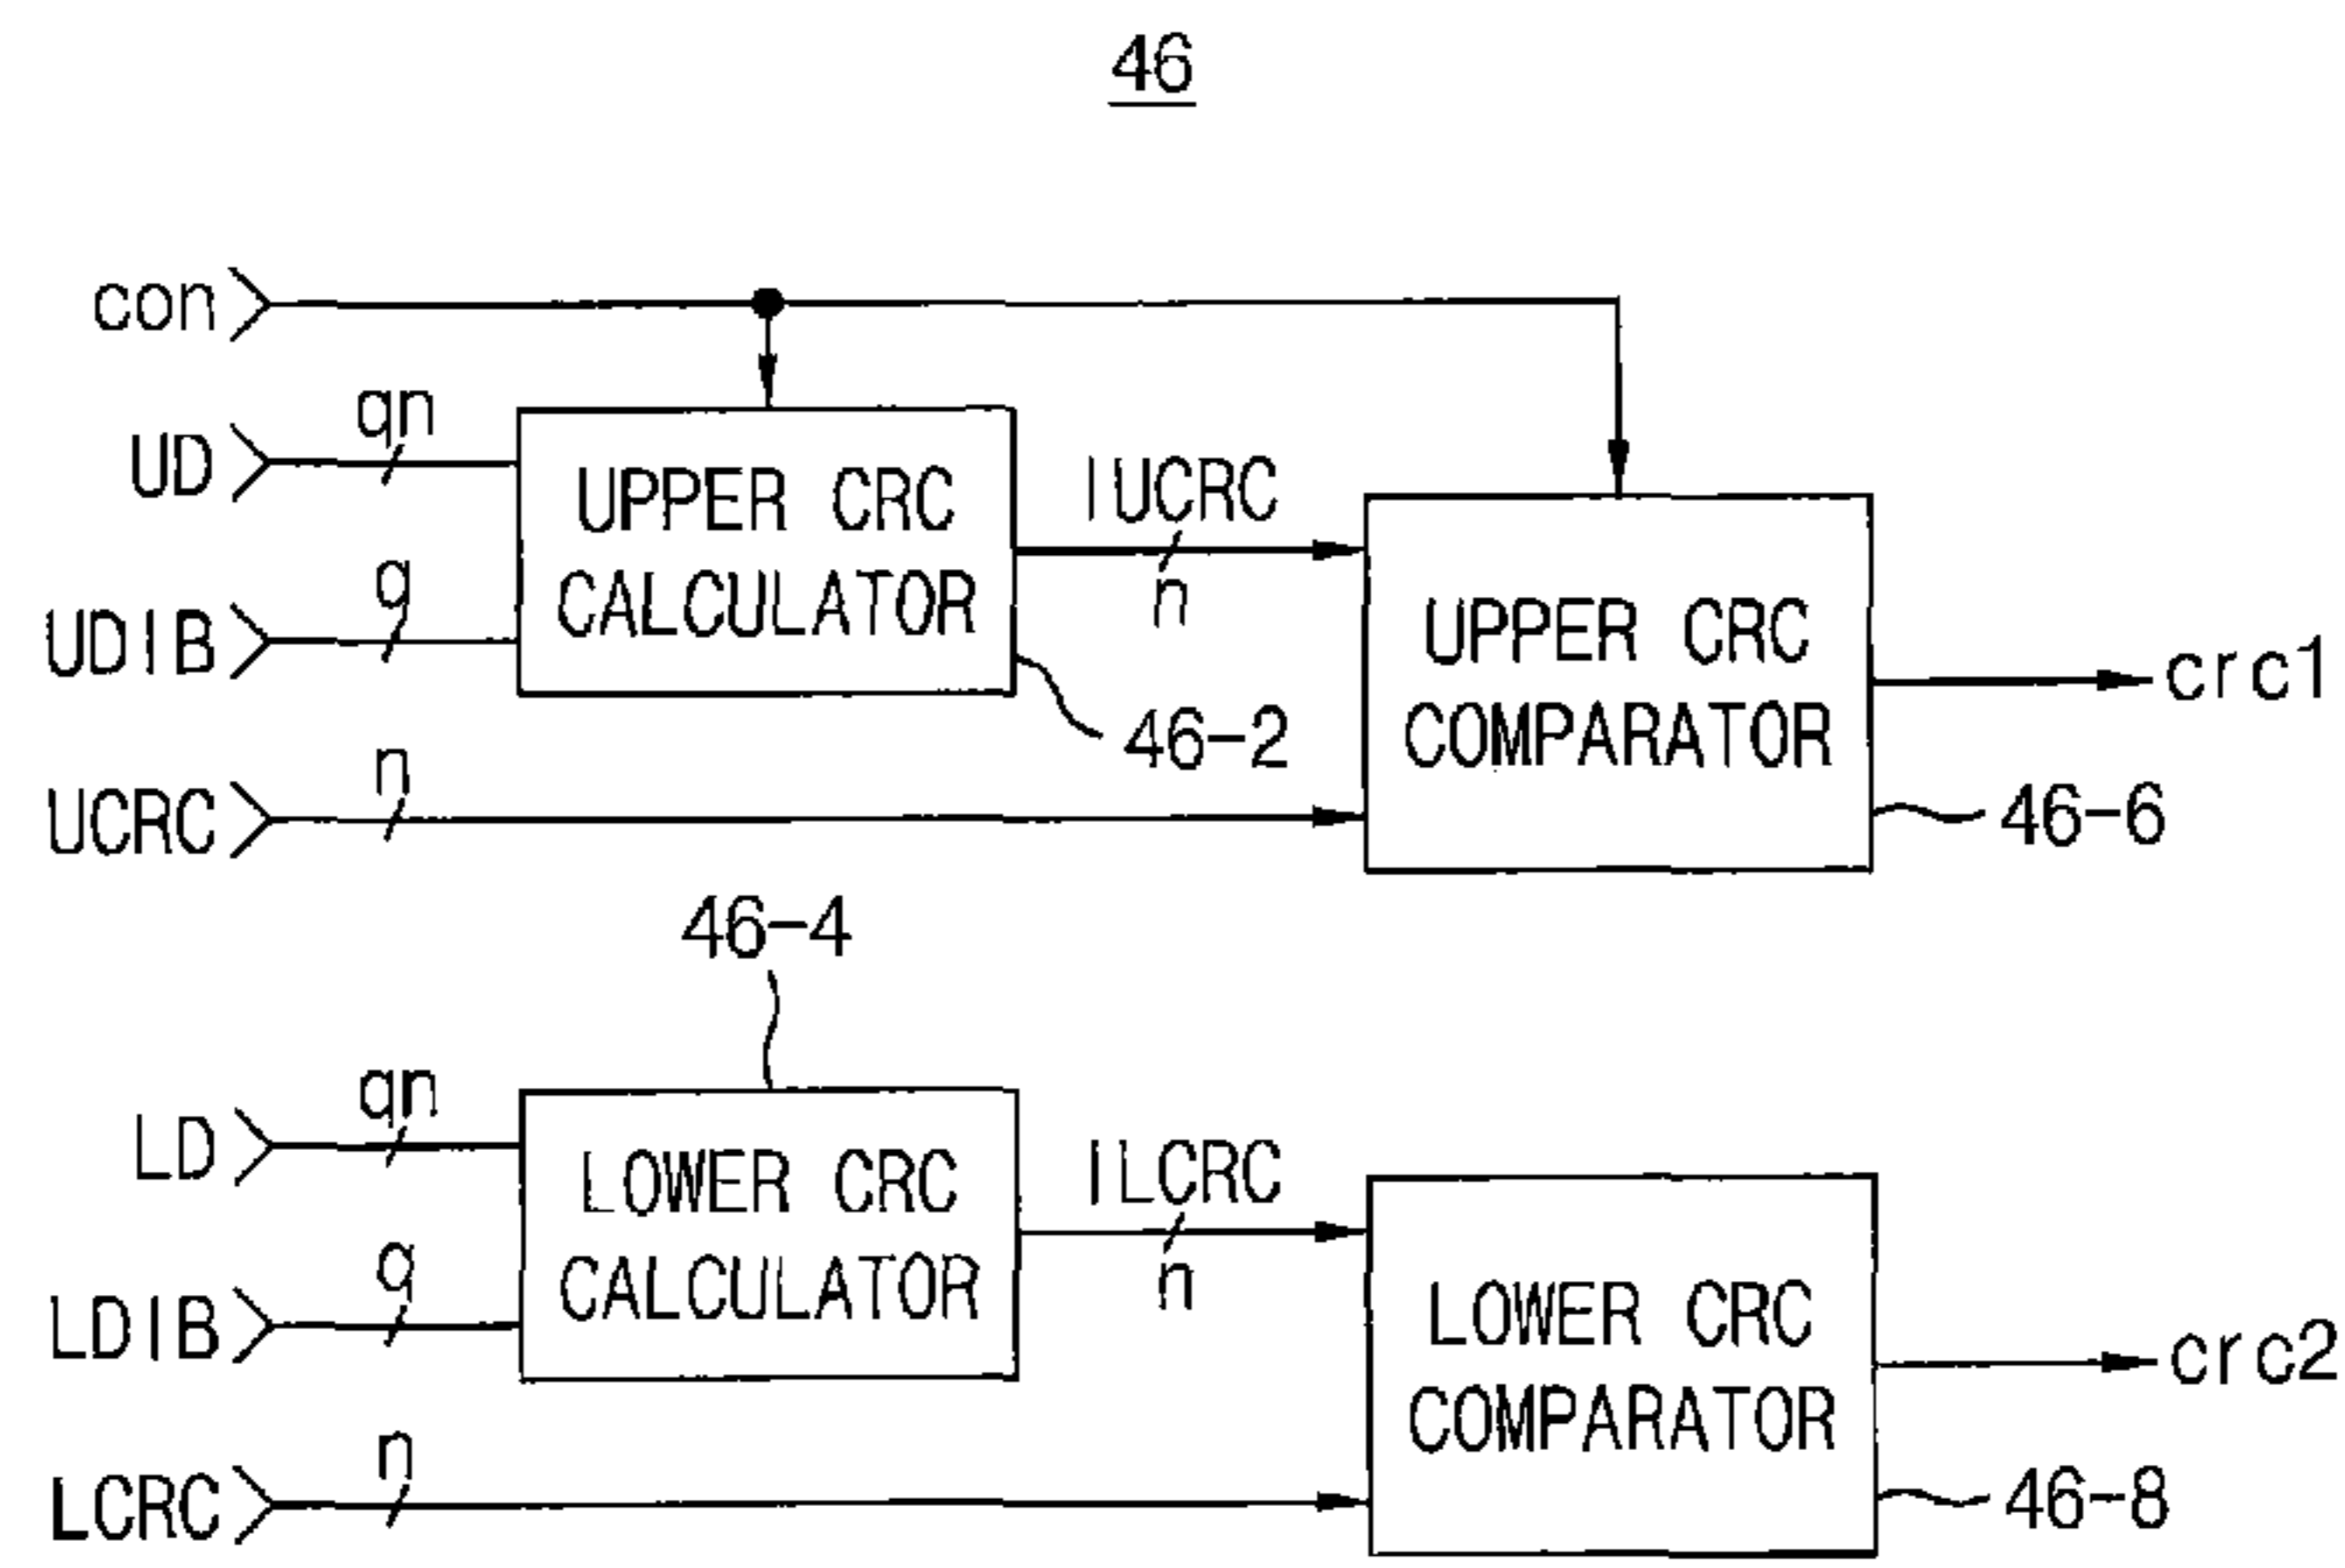 46
con
UD
qn
UDIB
q
UCRC
n
UPPER CRC
CALCULATOR
46-2
IUCRC
n
UPPER CRC
COMPARATOR
46-6
crc1
46-4
LD
qn
LDIB
q
LCRC
n
LOWER CRC
CALCULATOR
ILCRC
n
LOWER CRC
COMPARATOR
46-8
crc2